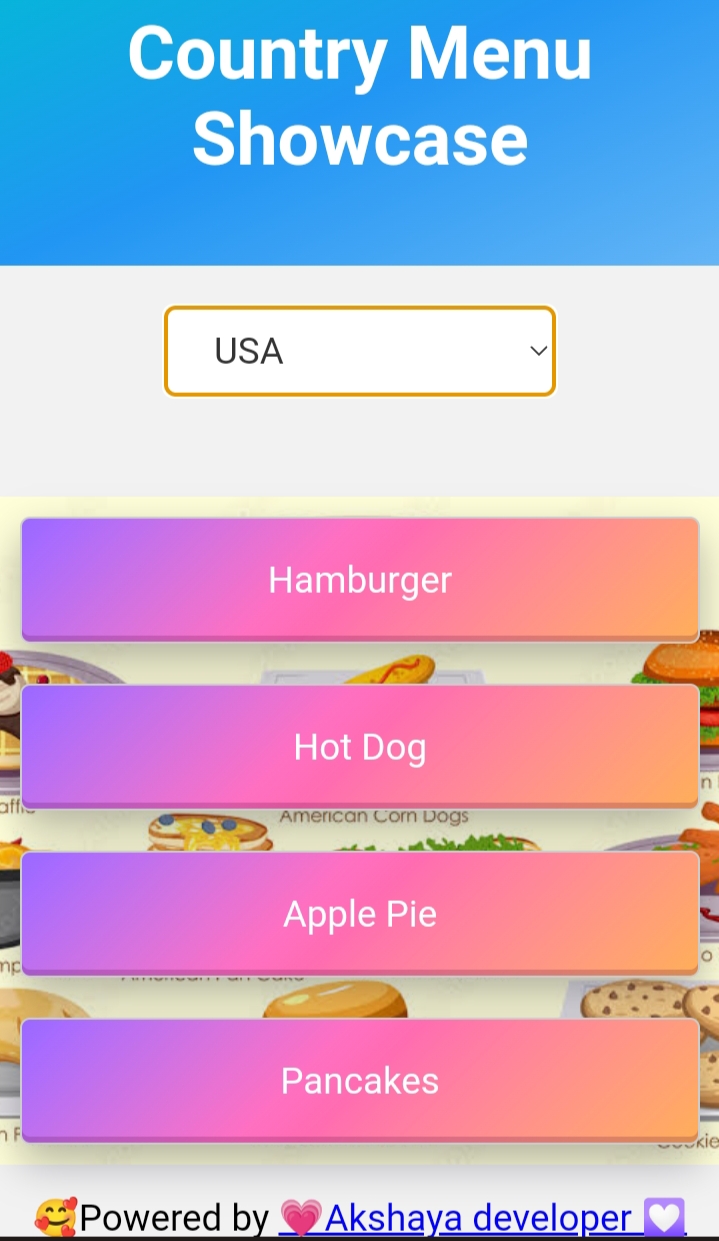 Country Menu
Showcase
USA
Hamburger
Hot Dog
American Corn Dogs
Apple Pie
Pancakes
🥰Powered by 💗Akshaya developer 💟